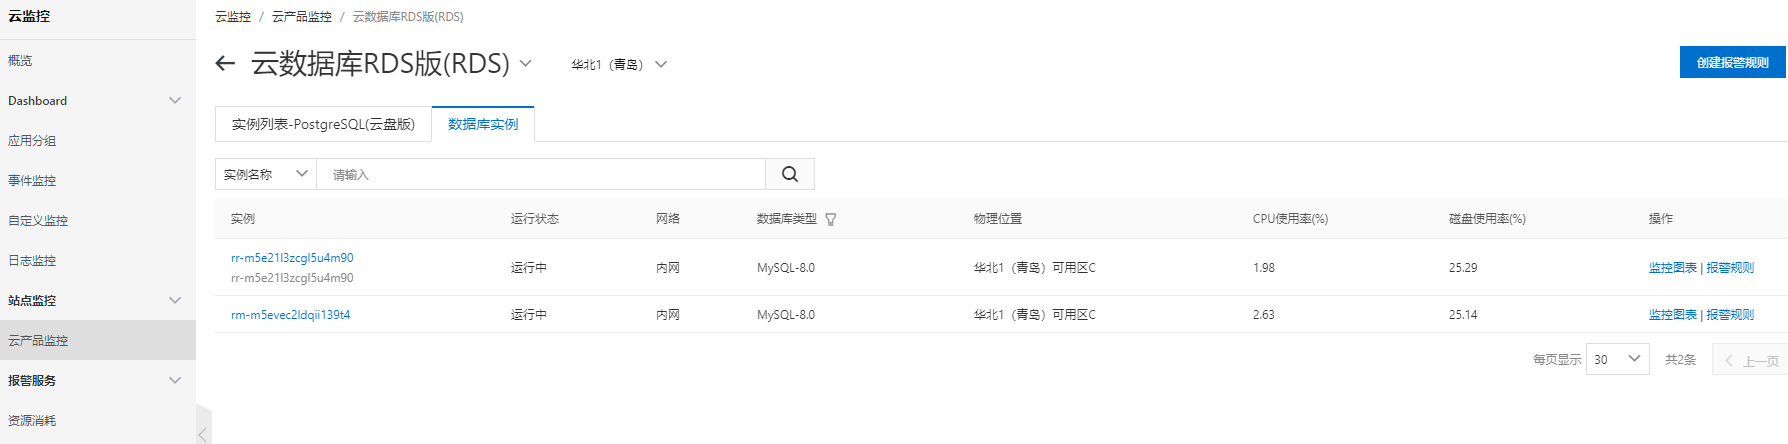 云监控
概览
Dashboard
应用分组
事件监控
自定义监控
日志监控
站点监控
云产品监控
报警服务
资源消耗
云监控 / 云产品监控 / 云数据库RDS版(RDS)
云数据库RDS版(RDS) 华北1（青岛） 创建报警规则
实例列表-PostgreSQL(云盘版) 数据库实例
实例名称 请输入
实例 运行状态 网络 数据库类型 物理位置 CPU使用率(%) 磁盘使用率(%) 操作
rr-m5e21l3zcgl5u4m90
rr-m5e21l3zcgl5u4m90
运行中 内网 MySQL-8.0 华北1（青岛）可用区C 1.98 25.29 监控图表 | 报警规则
rm-m5evec2ldqii139t4 运行中 内网 MySQL-8.0 华北1（青岛）可用区C 2.63 25.14 监控图表 | 报警规则
每页显示 30 共2条 上一页